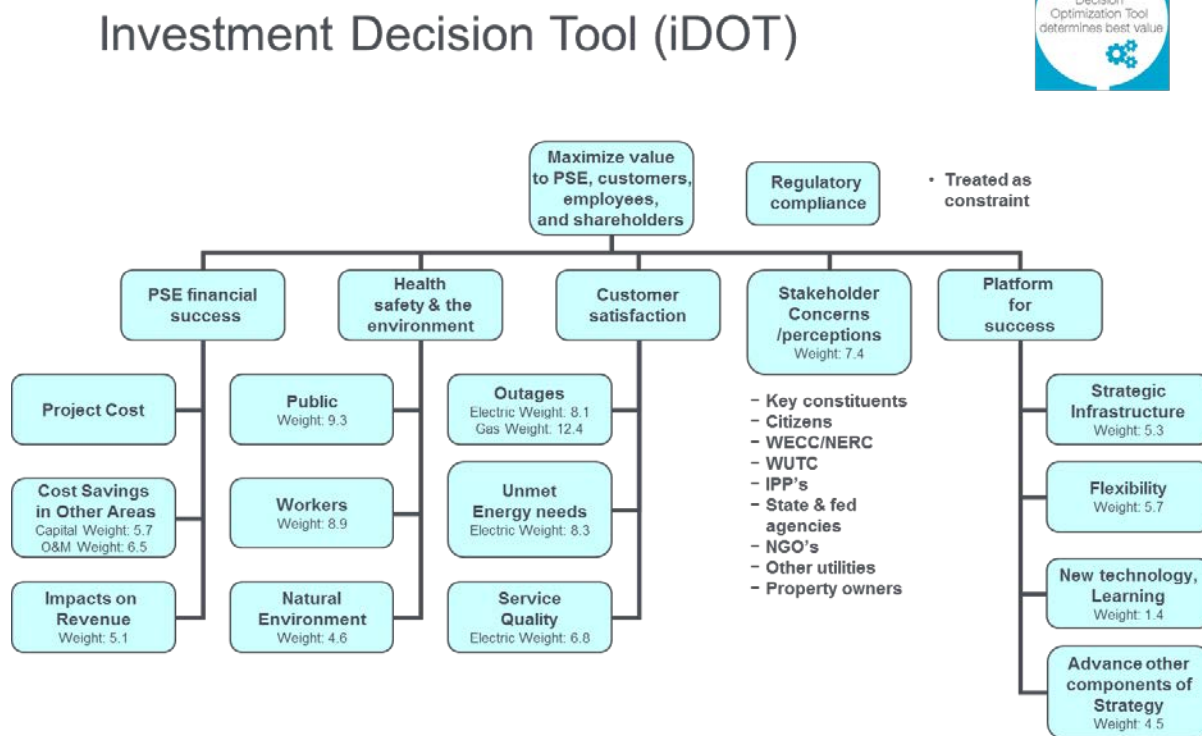 Investment Decision Tool (iDOT)
Decision
Optimization Tool
determines best value
Maximize value
to PSE, customers,
employees,
and shareholders
Regulatory
compliance
• Treated as
constraint
PSE financial
success
Health
safety & the
environment
Customer
satisfaction
Stakeholder
Concerns
/perceptions
Weight: 7.4
Platform
for
success
Project Cost
Cost Savings
in Other Areas
Capital Weight: 5.7
O&M Weight: 6.5
Impacts on
Revenue
Weight: 5.1
Public
Weight: 9.3
Workers
Weight: 8.9
Natural
Environment
Weight: 4.6
Outages
Electric Weight: 8.1
Gas Weight: 12.4
Unmet
Energy needs
Electric Weight: 8.3
Service
Quality
Electric Weight: 6.8
– Key constituents
– Citizens
– WECC/NERC
– WUTC
– IPP's
– State & fed
agencies
– NGO's
– Other utilities
– Property owners
Strategic
Infrastructure
Weight: 5.3
Flexibility
Weight: 5.7
New technology,
Learning
Weight: 1.4
Advance other
components of
Strategy
Weight: 4.5